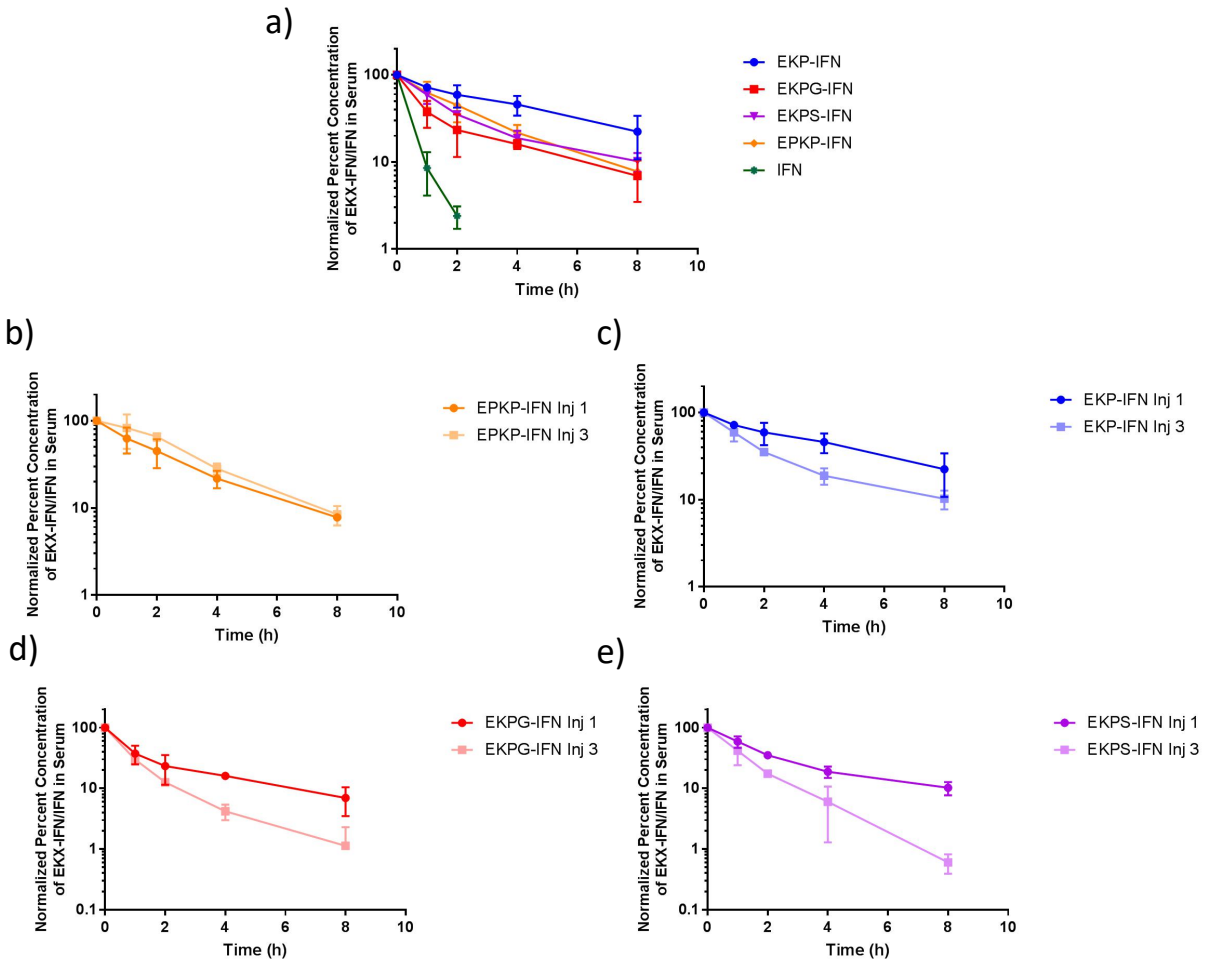 a)
Normalized Percent Concentration
of EKX-IFN/IFN in Serum
100
10
1
0 2 4 6 8 10
Time (h)
EKP-IFN
EKPG-IFN
EKPS-IFN
EPKP-IFN
IFN
b)
Normalized Percent Concentration
of EKX-IFN/IFN in Serum
100
10
1
0 2 4 6 8 10
Time (h)
EPKP-IFN Inj 1
EPKP-IFN Inj 3
c)
Normalized Percent Concentration
of EKX-IFN/IFN in Serum
100
10
1
0 2 4 6 8 10
Time (h)
EKP-IFN Inj 1
EKP-IFN Inj 3
d)
Normalized Percent Concentration
of EKX-IFN/IFN in Serum
100
10
1
0.1
0 2 4 6 8 10
Time (h)
EKPG-IFN Inj 1
EKPG-IFN Inj 3
e)
Normalized Percent Concentration
of EKX-IFN/IFN in Serum
100
10
1
0.1
0 2 4 6 8 10
Time (h)
EKPS-IFN Inj 1
EKPS-IFN Inj 3